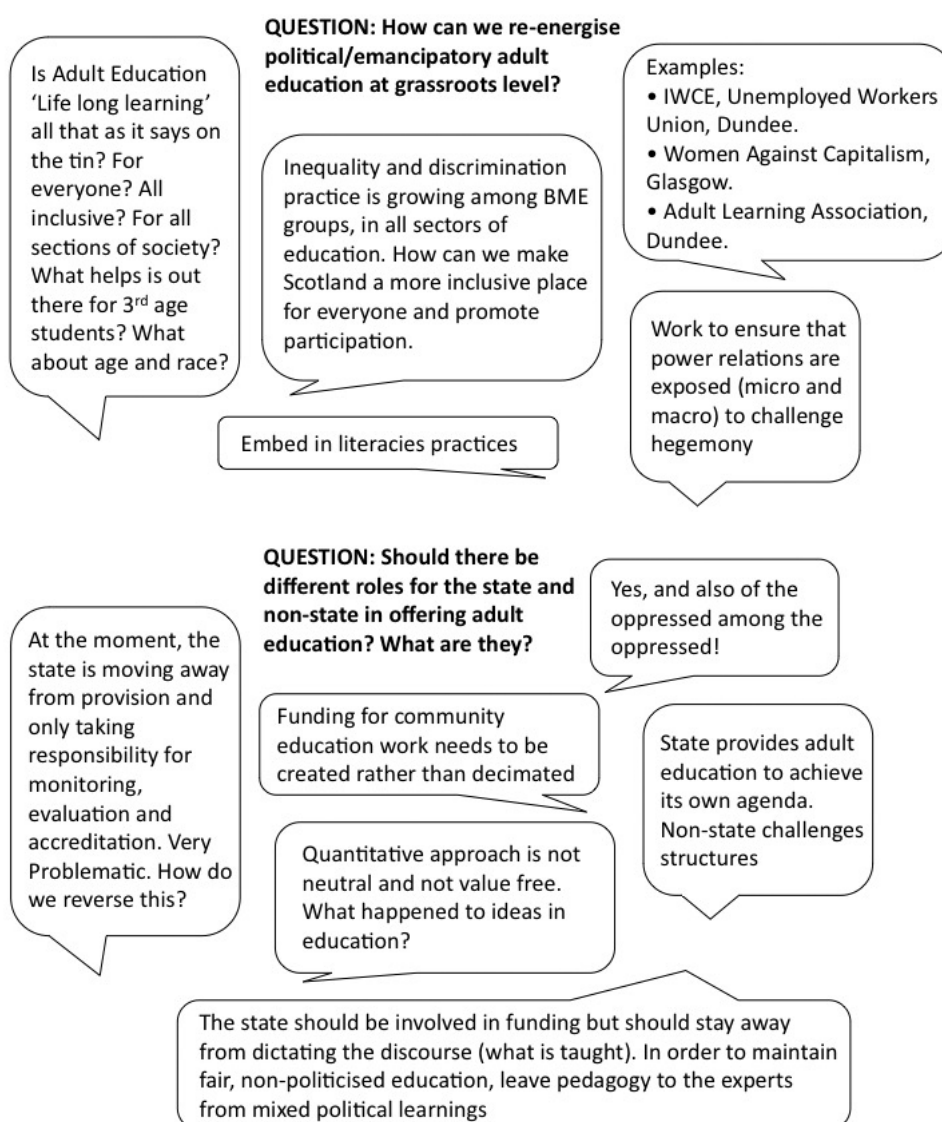 QUESTION: How can we re-energise
political/emancipatory adult
education at grassroots level?
Is Adult Education
‘Life long learning’
all that as it says on
the tin? For
everyone? All
inclusive? For all
sections of society?
What helps is out
there for 3rd age
students? What
about age and race?
Inequality and discrimination
practice is growing among BME
groups, in all sectors of
education. How can we make
Scotland a more inclusive place
for everyone and promote
participation.
Examples:
• IWCE, Unemployed Workers
Union, Dundee.
• Women Against Capitalism,
Glasgow.
• Adult Learning Association,
Dundee.
Embed in literacies practices
Work to ensure that
power relations are
exposed (micro and
macro) to challenge
hegemony
QUESTION: Should there be
different roles for the state and
non-state in offering adult
education? What are they?
Yes, and also of the
oppressed among the
oppressed!
At the moment, the
state is moving away
from provision and
only taking
responsibility for
monitoring,
evaluation and
accreditation. Very
Problematic. How do
we reverse this?
Funding for community
education work needs to be
created rather than decimated
State provides adult
education to achieve
its own agenda.
Non-state challenges
structures
Quantitative approach is not
neutral and not value free.
What happened to ideas in
education?
The state should be involved in funding but should stay away
from dictating the discourse (what is taught). In order to maintain
fair, non-politicised education, leave pedagogy to the experts
from mixed political learnings